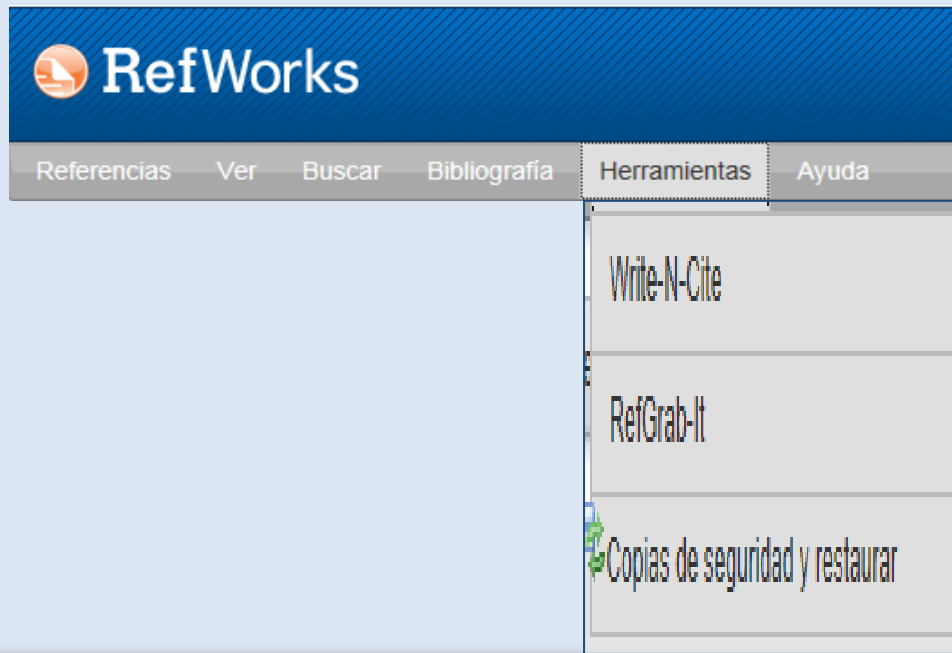 RefWorks
Referencias Ver Buscar Bibliografía Herramientas Ayuda
Write-N-Cite
RefGrab-It
Copias de seguridad y restaurar